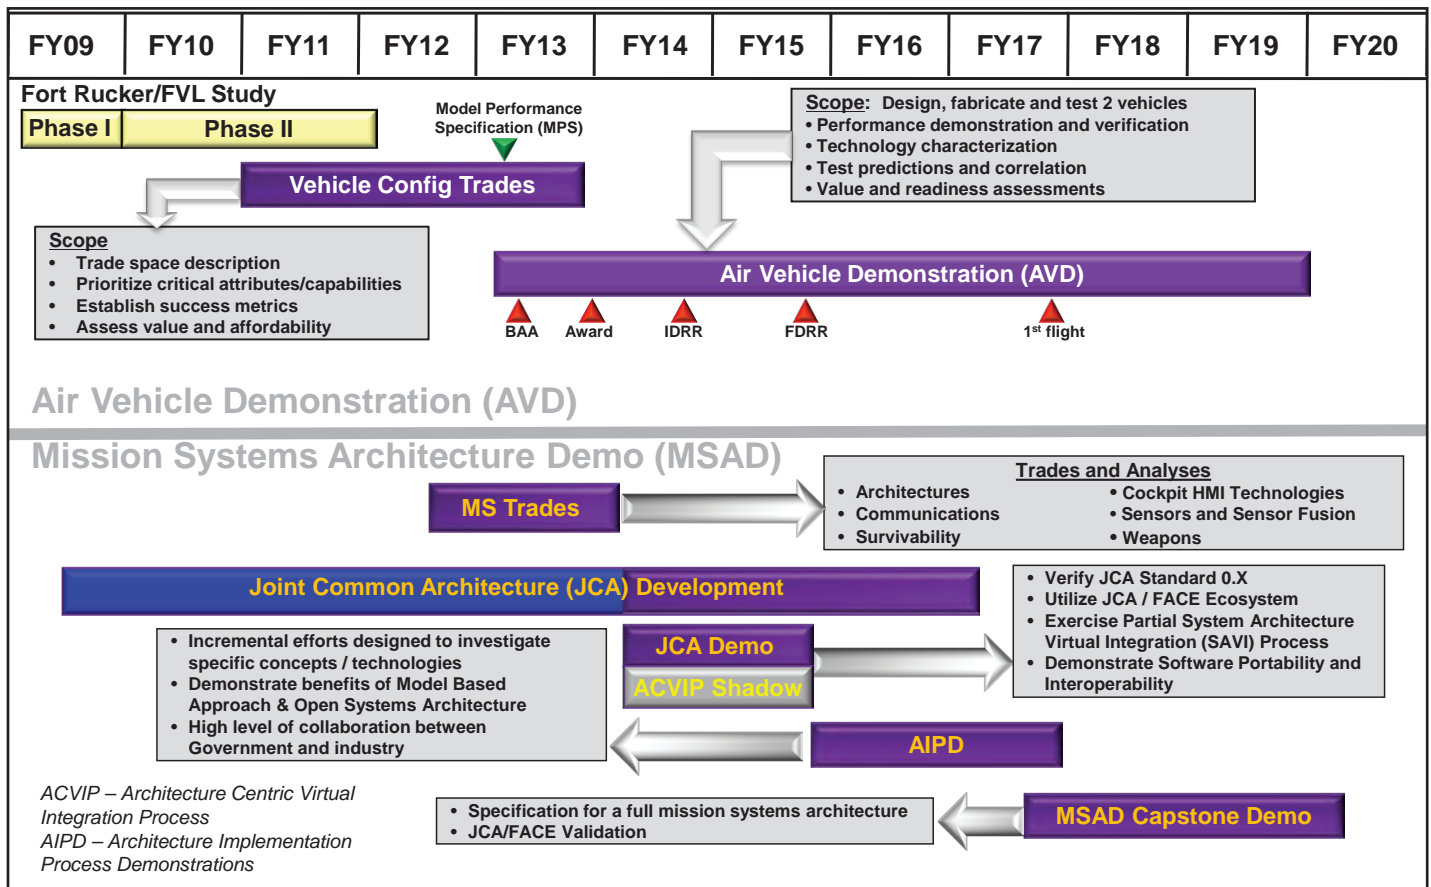 FY09 FY10 FY11 FY12 FY13 FY14 FY15 FY16 FY17 FY18 FY19 FY20
Fort Rucker/FVL Study
Phase I
Phase II
Model Performance
Specification (MPS)
Vehicle Config Trades
Scope: Design, fabricate and test 2 vehicles
• Performance demonstration and verification
• Technology characterization
• Test predictions and correlation
• Value and readiness assessments
Scope
• Trade space description
• Prioritize critical attributes/capabilities
• Establish success metrics
• Assess value and affordability
Air Vehicle Demonstration (AVD)
BAA
Award
IDRR
FDRR
1st flight
Air Vehicle Demonstration (AVD)
Mission Systems Architecture Demo (MSAD)
MS Trades
Trades and Analyses
• Architectures
• Communications
• Survivability
• Cockpit HMI Technologies
• Sensors and Sensor Fusion
• Weapons
Joint Common Architecture (JCA) Development
• Incremental efforts designed to investigate
specific concepts / technologies
• Demonstrate benefits of Model Based
Approach & Open Systems Architecture
• High level of collaboration between
Government and industry
JCA Demo
ACVIP Shadow
• Verify JCA Standard 0.X
• Utilize JCA / FACE Ecosystem
• Exercise Partial System Architecture
Virtual Integration (SAVI) Process
• Demonstrate Software Portability and
Interoperability
AIPD
ACVIP – Architecture Centric Virtual
Integration Process
AIPD – Architecture Implementation
Process Demonstrations
• Specification for a full mission systems architecture
• JCA/FACE Validation
MSAD Capstone Demo